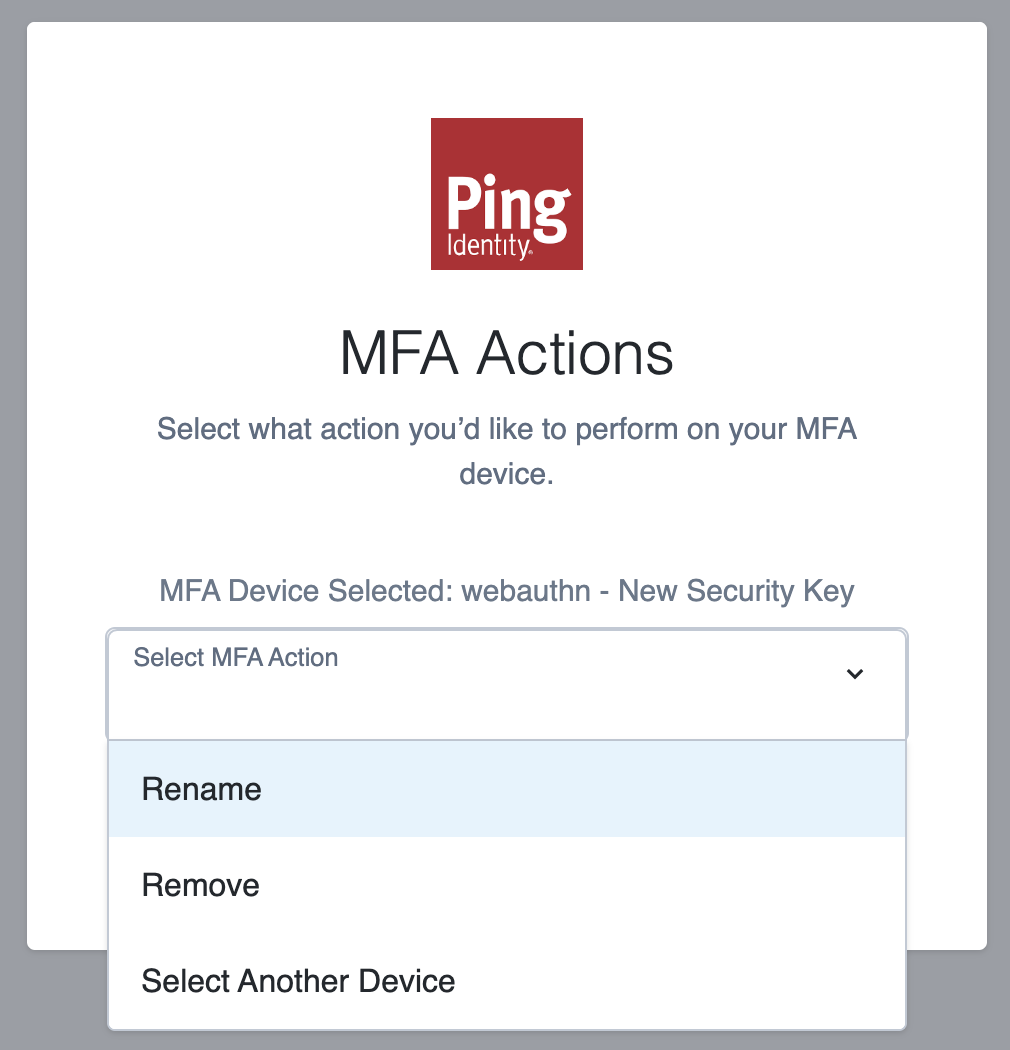 Ping
Identity
MFA Actions
Select what action you’d like to perform on your MFA
device.
MFA Device Selected: webauthn - New Security Key
Select MFA Action
Rename
Remove
Select Another Device